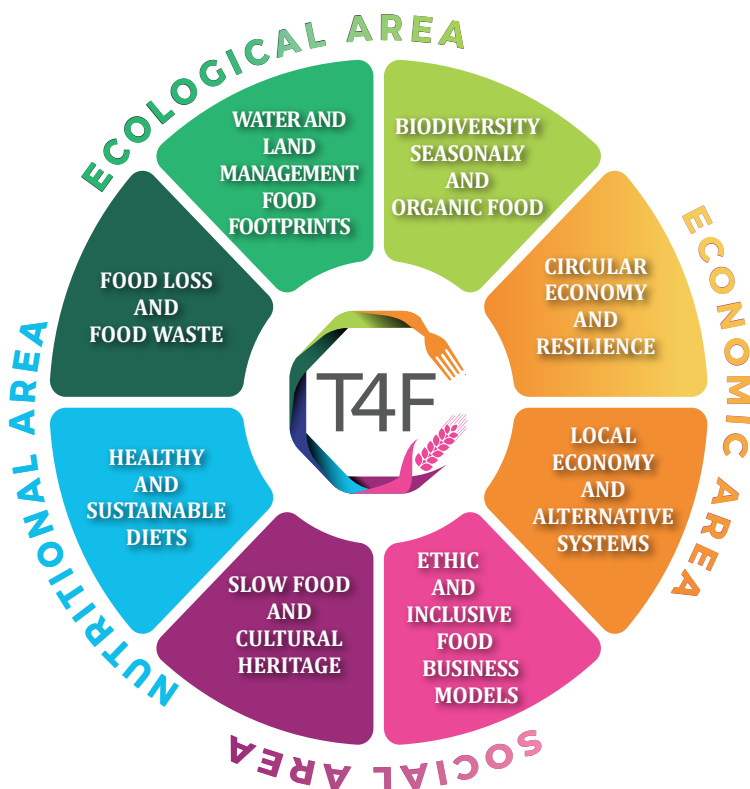 ECOLOGICAL AREA
WATER AND
LAND
MANAGEMENT
FOOD
FOOTPRINTS
BIODIVERSITY
SEASONALY
AND
ORGANIC FOOD
ECONOMIC AREA
CIRCULAR
ECONOMY
AND
RESILIENCE
LOCAL
ECONOMY
AND
ALTERNATIVE
SYSTEMS
SOCIAL AREA
ETHIC
AND
INCLUSIVE
FOOD
BUSINESS
MODELS
SLOW FOOD
AND
CULTURAL
HERITAGE
NUTRITIONAL AREA
HEALTHY
AND
SUSTAINABLE
DIETS
FOOD LOSS
AND
FOOD WASTE
T4F